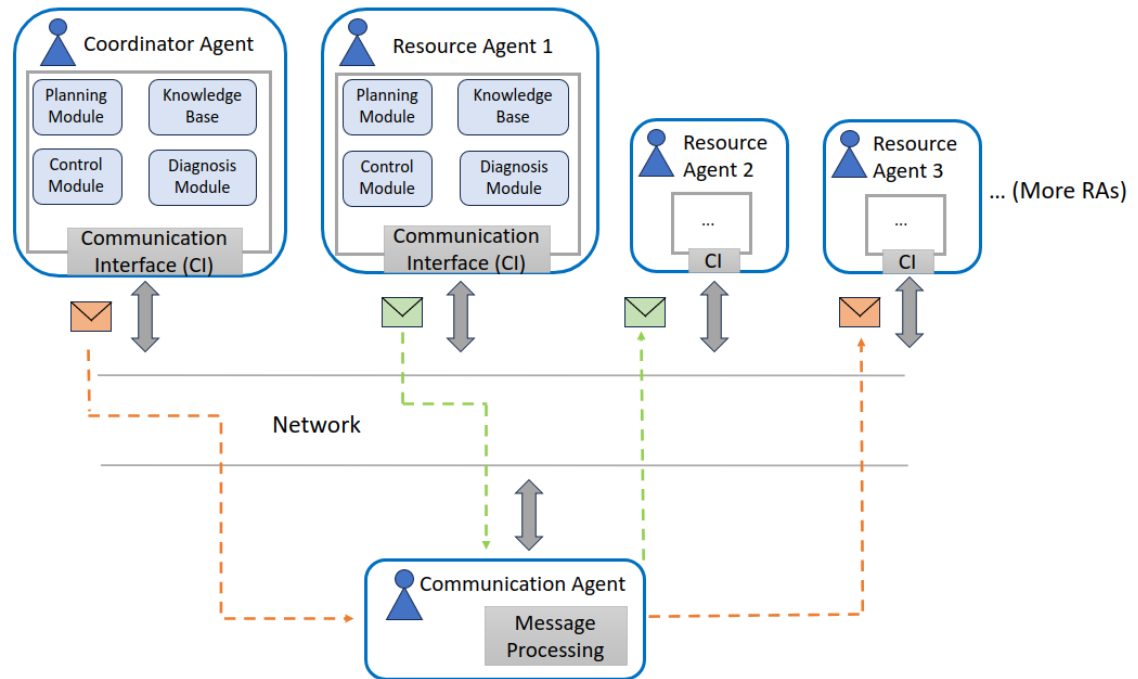 Coordinator Agent
Planning
Module
Knowledge
Base
Control
Module
Diagnosis
Module
Communication
Interface (CI)
Resource Agent 1
Planning
Module
Knowledge
Base
Control
Module
Diagnosis
Module
Communication
Interface (CI)
Resource
Agent 2
...
CI
Resource
Agent 3
...
CI
... (More RAs)
Network
Communication Agent
Message
Processing